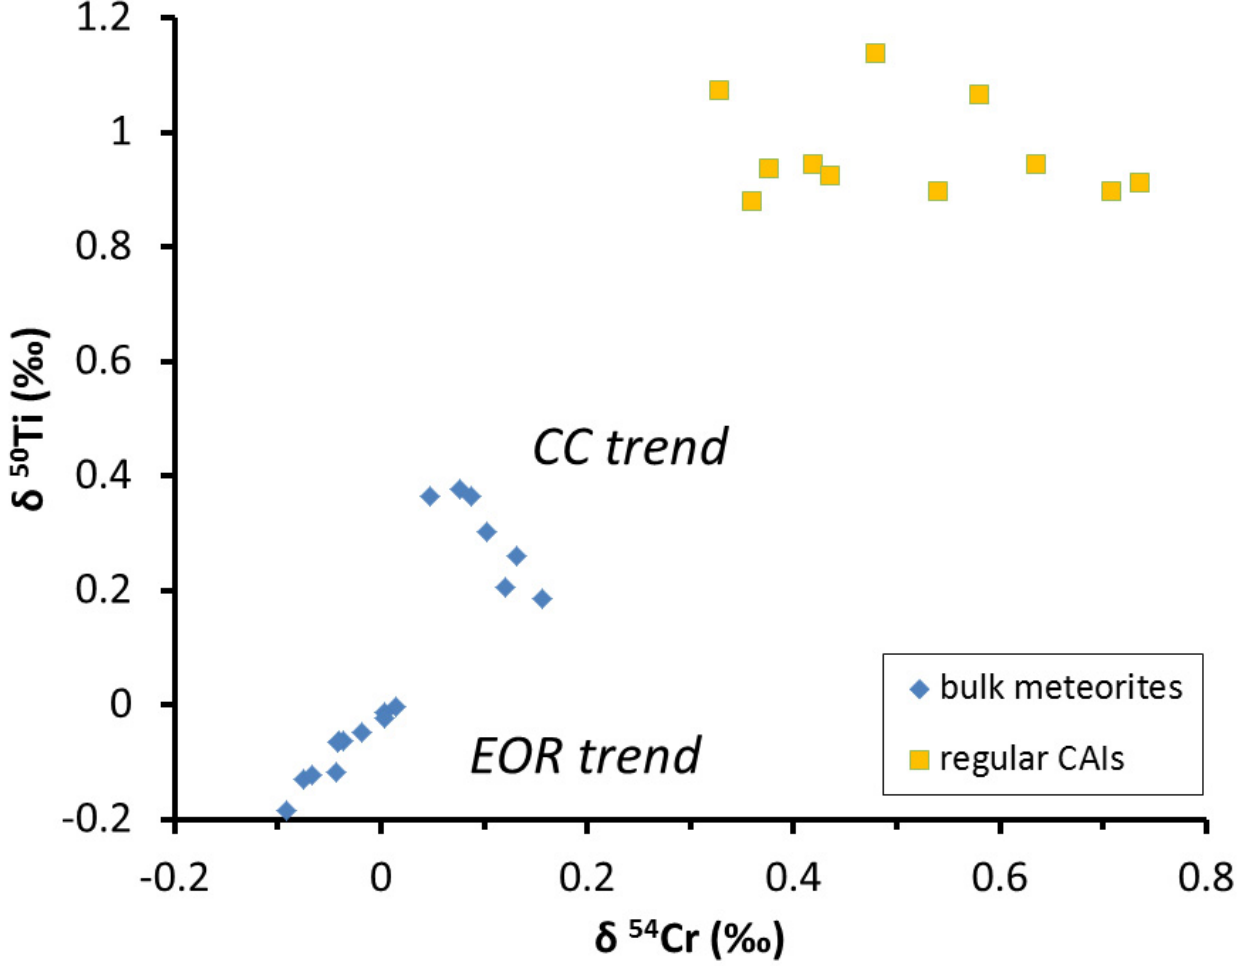 1.2
1
0.8
0.6
0.4
0.2
0
-0.2
δ ⁵⁰Ti (‰)
CC trend
EOR trend
bulk meteorites
regular CAIs
-0.2 0 0.2 0.4 0.6 0.8
δ ⁵⁴Cr (‰)